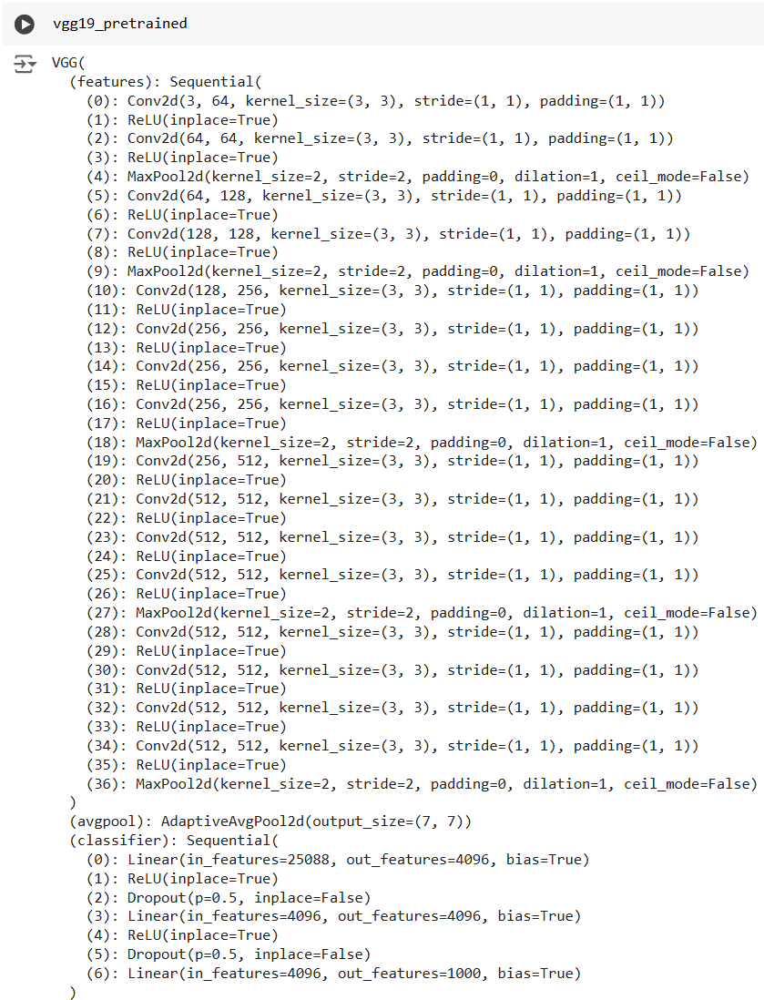 vgg19_pretrained
VGG(
  (features): Sequential(
    (0): Conv2d(3, 64, kernel_size=(3, 3), stride=(1, 1), padding=(1, 1))
    (1): ReLU(inplace=True)
    (2): Conv2d(64, 64, kernel_size=(3, 3), stride=(1, 1), padding=(1, 1))
    (3): ReLU(inplace=True)
    (4): MaxPool2d(kernel_size=2, stride=2, padding=0, dilation=1, ceil_mode=False)
    (5): Conv2d(64, 128, kernel_size=(3, 3), stride=(1, 1), padding=(1, 1))
    (6): ReLU(inplace=True)
    (7): Conv2d(128, 128, kernel_size=(3, 3), stride=(1, 1), padding=(1, 1))
    (8): ReLU(inplace=True)
    (9): MaxPool2d(kernel_size=2, stride=2, padding=0, dilation=1, ceil_mode=False)
    (10): Conv2d(128, 256, kernel_size=(3, 3), stride=(1, 1), padding=(1, 1))
    (11): ReLU(inplace=True)
    (12): Conv2d(256, 256, kernel_size=(3, 3), stride=(1, 1), padding=(1, 1))
    (13): ReLU(inplace=True)
    (14): Conv2d(256, 256, kernel_size=(3, 3), stride=(1, 1), padding=(1, 1))
    (15): ReLU(inplace=True)
    (16): Conv2d(256, 256, kernel_size=(3, 3), stride=(1, 1), padding=(1, 1))
    (17): ReLU(inplace=True)
    (18): MaxPool2d(kernel_size=2, stride=2, padding=0, dilation=1, ceil_mode=False)
    (19): Conv2d(256, 512, kernel_size=(3, 3), stride=(1, 1), padding=(1, 1))
    (20): ReLU(inplace=True)
    (21): Conv2d(512, 512, kernel_size=(3, 3), stride=(1, 1), padding=(1, 1))
    (22): ReLU(inplace=True)
    (23): Conv2d(512, 512, kernel_size=(3, 3), stride=(1, 1), padding=(1, 1))
    (24): ReLU(inplace=True)
    (25): Conv2d(512, 512, kernel_size=(3, 3), stride=(1, 1), padding=(1, 1))
    (26): ReLU(inplace=True)
    (27): MaxPool2d(kernel_size=2, stride=2, padding=0, dilation=1, ceil_mode=False)
    (28): Conv2d(512, 512, kernel_size=(3, 3), stride=(1, 1), padding=(1, 1))
    (29): ReLU(inplace=True)
    (30): Conv2d(512, 512, kernel_size=(3, 3), stride=(1, 1), padding=(1, 1))
    (31): ReLU(inplace=True)
    (32): Conv2d(512, 512, kernel_size=(3, 3), stride=(1, 1), padding=(1, 1))
    (33): ReLU(inplace=True)
    (34): Conv2d(512, 512, kernel_size=(3, 3), stride=(1, 1), padding=(1, 1))
    (35): ReLU(inplace=True)
    (36): MaxPool2d(kernel_size=2, stride=2, padding=0, dilation=1, ceil_mode=False)
  )
  (avgpool): AdaptiveAvgPool2d(output_size=(7, 7))
  (classifier): Sequential(
    (0): Linear(in_features=25088, out_features=4096, bias=True)
    (1): ReLU(inplace=True)
    (2): Dropout(p=0.5, inplace=False)
    (3): Linear(in_features=4096, out_features=4096, bias=True)
    (4): ReLU(inplace=True)
    (5): Dropout(p=0.5, inplace=False)
    (6): Linear(in_features=4096, out_features=1000, bias=True)
  )